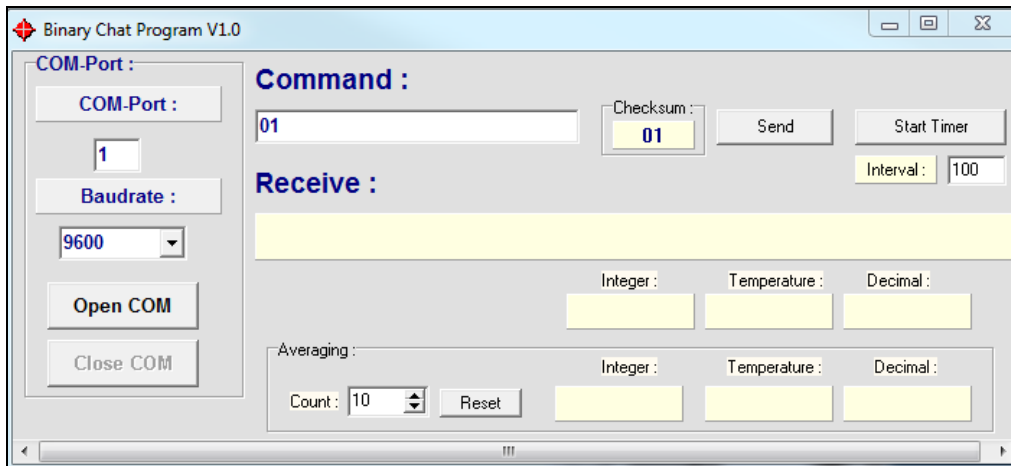 Binary Chat Program V1.0
COM-Port :
COM-Port :
1
Baudrate :
9600
Open COM
Close COM
Command :
01
Checksum :
01
Send
Start Timer
Interval : 100
Receive :
Integer : Temperature : Decimal :
Averaging :
Integer : Temperature : Decimal :
Count : 10 Reset